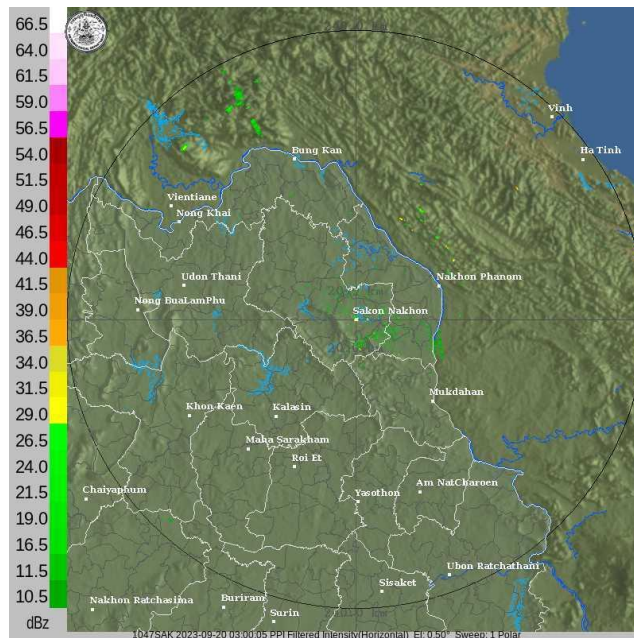 66.5
64.0
61.5
59.0
56.5
54.0
51.5
49.0
46.5
44.0
41.5
39.0
36.5
34.0
31.5
29.0
26.5
24.0
21.5
19.0
16.5
11.5
10.5
dBz
Vinh
Ha Tinh
Bung Kan
Vientiane
Nong Khai
Udon Thani
Nakhon Phanom
Nong BuaLamPhu
Sakon Nakhon
Mukdahan
Khon Kaen
Kalasin
Maha Sarakham
Roi Et
Am NatCharoen
Chaiyaphum
Yasothon
Ubon Ratchathani
Sisaket
Nakhon Ratchasima
Buriram
Surin
1047SAK 2023-09-20 03:00:05 PPI Filtered Intensity(Horizontal) El: 0.50° Sweep: 1 Polar